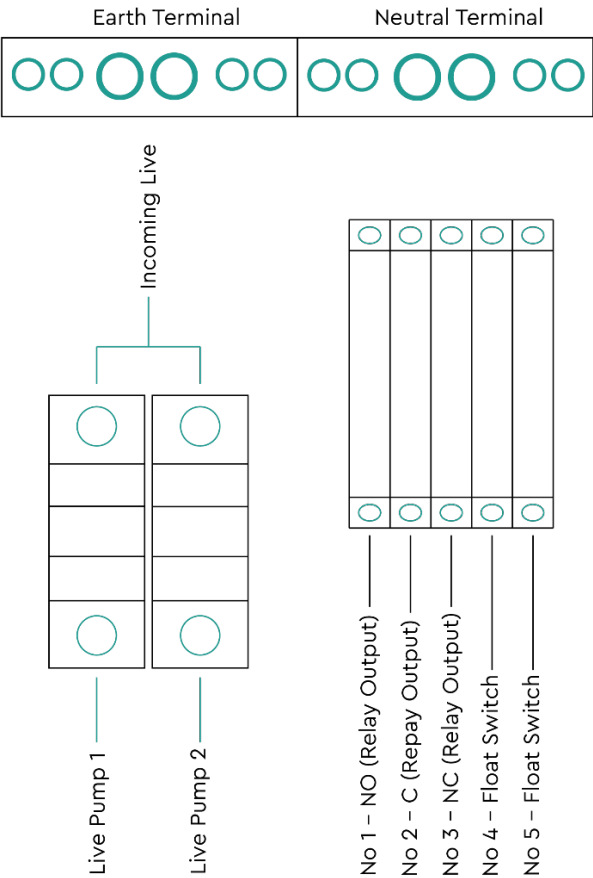 Earth Terminal
Neutral Terminal
Incoming Live
Live Pump 1
Live Pump 2
No 1 – NO (Relay Output)
No 2 – C (Repay Output)
No 3 – NC (Relay Output)
No 4 – Float Switch
No 5 – Float Switch